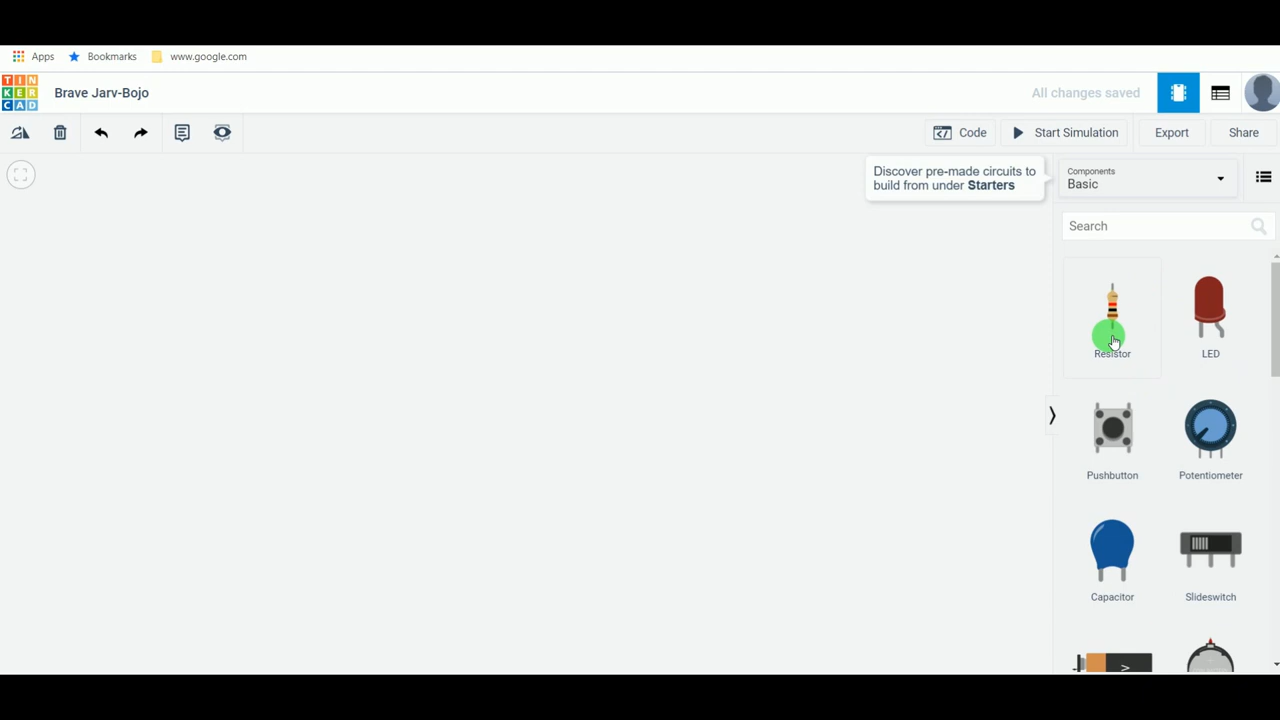 Apps Bookmarks www.google.com
TIN
KER
CAD
Brave Jarv-Bojo
All changes saved
Code
Start Simulation
Export
Share
Discover pre-made circuits to
build from under Starters
Components
Basic
Search
Resistor
LED
Pushbutton
Potentiometer
Capacitor
Slideswitch